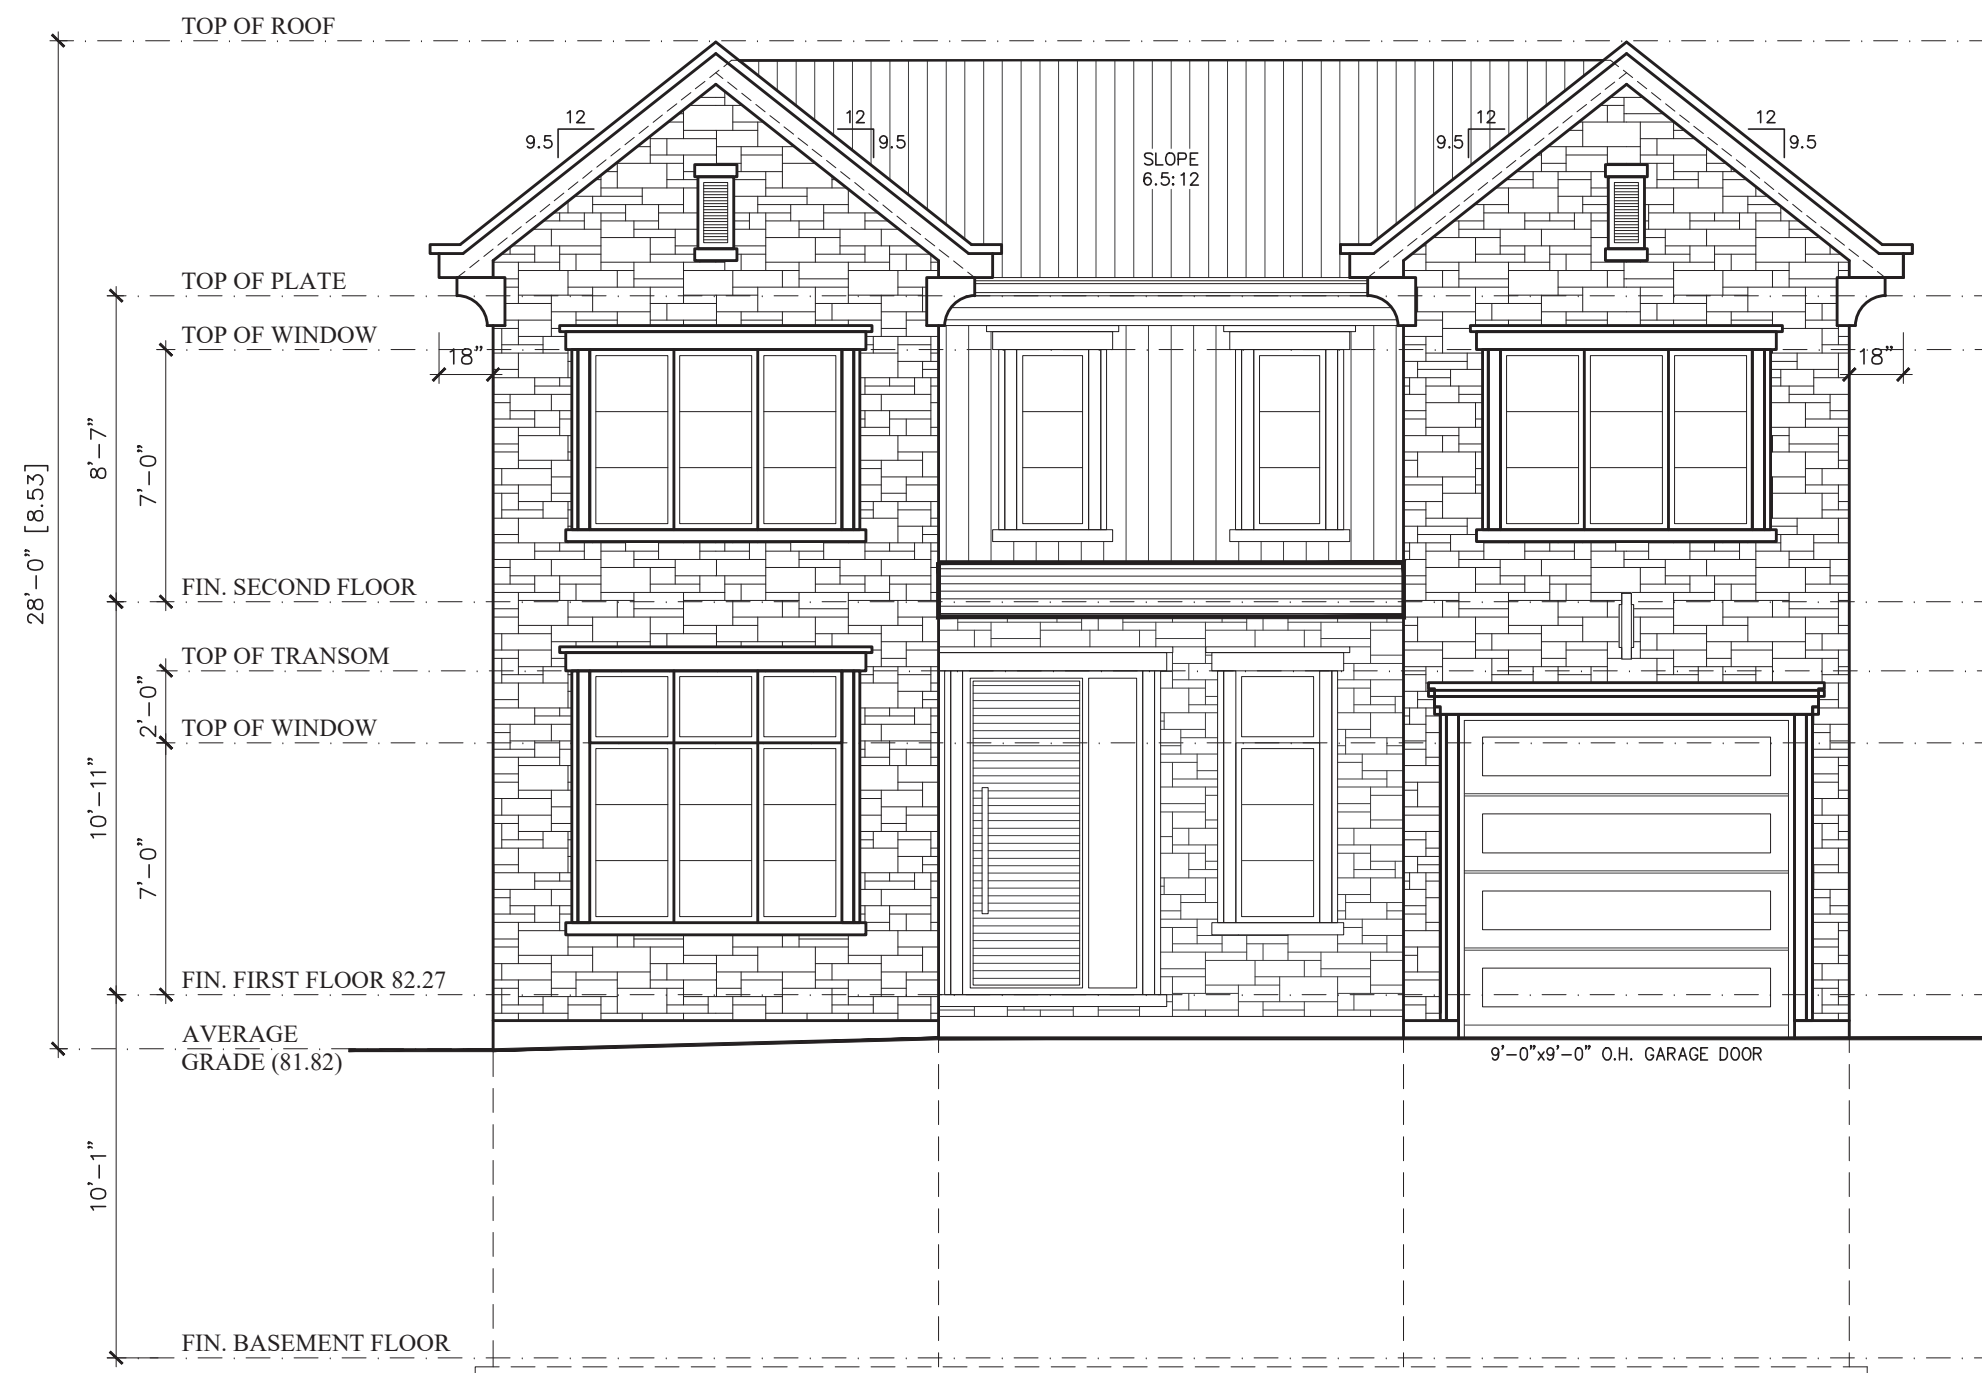 TOP OF ROOF
12
9.5
12
9.5
12
9.5
12
9.5
SLOPE
6.5:12
TOP OF PLATE
TOP OF WINDOW
18"
18"
8'-7"
7'-0"
28'-0" [8.53]
FIN. SECOND FLOOR
TOP OF TRANSOM
2'-0"
TOP OF WINDOW
10'-11"
7'-0"
FIN. FIRST FLOOR 82.27
AVERAGE
GRADE (81.82)
9'-0"x9'-0" O.H. GARAGE DOOR
10'-1"
FIN. BASEMENT FLOOR